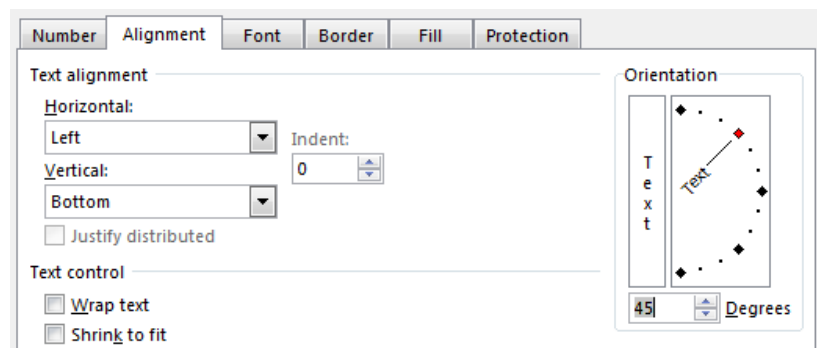 Number Alignment Font Border Fill Protection
Text alignment
Horizontal:
Left
Indent:
0
Vertical:
Bottom
Justify distributed
Text control
Wrap text
Shrink to fit
Orientation
Text
Text
45 Degrees